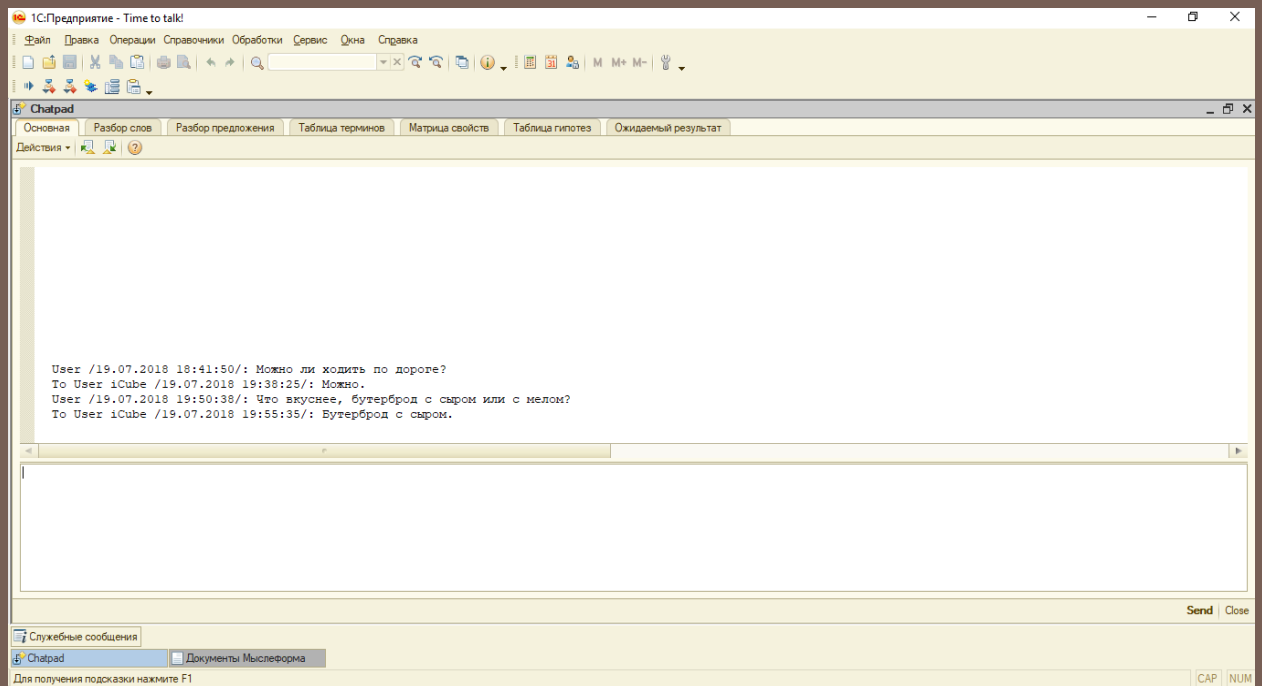 1С:Предприятие - Time to talk!
Файл Правка Операции Справочники Обработки Сервис Окна Справка
31 M M+ M-
Chatpad
Основная Разбор слов Разбор предложения Таблица терминов Матрица свойств Таблица гипотез Ожидаемый результат
Действия
User /19.07.2018 18:41:50/: Можно ли ходить по дороге?
To User iCube /19.07.2018 19:38:25/: Можно.
User /19.07.2018 19:50:38/: Что вкуснее, бутерброд с сыром или с мелом?
To User iCube /19.07.2018 19:55:35/: Бутерброд с сыром.
Send Close
Служебные сообщения
Chatpad Документы Мыслеформа
Для получения подсказки нажмите F1 CAP NUM